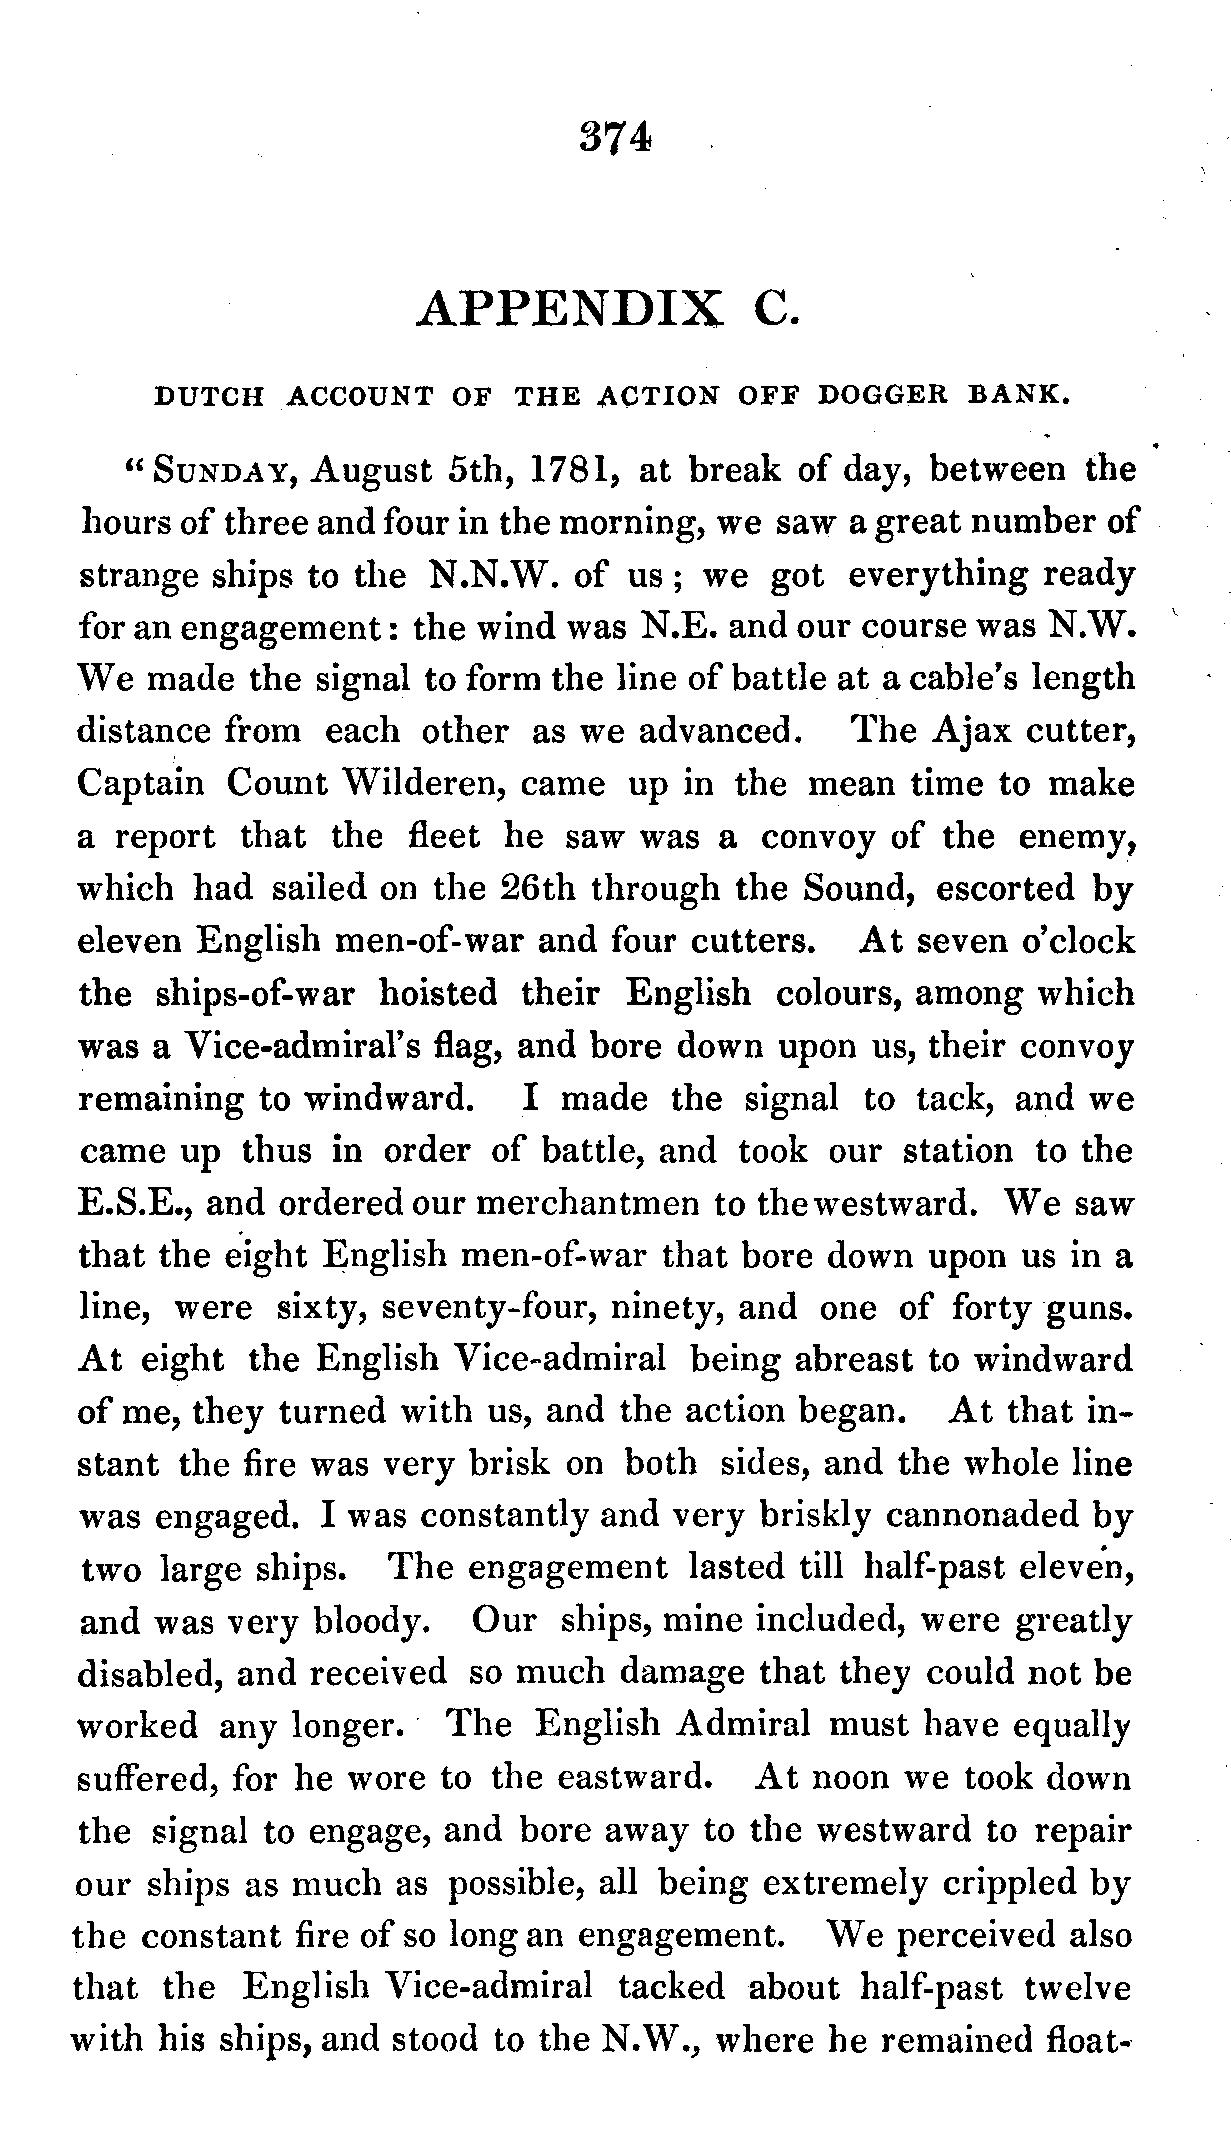 374
APPENDIX C.
DUTCH ACCOUNT OF THE ACTION OFF DOGGER BANK.
“ SUNDAY, August 5th, 1781, at break of day, between the
hours of three and four in the morning, we saw a great number of
strange ships to the N.N.W. of us ; we got everything ready
for an engagement : the wind was N.E. and our course was N.W.
We made the signal to form the line of battle at a cable’s length
distance from each other as we advanced. The Ajax cutter,
Captain Count Wilderen, came up in the mean time to make
a report that the fleet he saw was a convoy of the enemy,
which had sailed on the 26th through the Sound, escorted by
eleven English men-of-war and four cutters. At seven o’clock
the ships-of-war hoisted their English colours, among which
was a Vice-admiral’s flag, and bore down upon us, their convoy
remaining to windward. I made the signal to tack, and we
came up thus in order of battle, and took our station to the
E.S.E., and ordered our merchantmen to the westward. We saw
that the eight English men-of-war that bore down upon us in a
line, were sixty, seventy-four, ninety, and one of forty guns.
At eight the English Vice-admiral being abreast to windward
of me, they turned with us, and the action began. At that in-
stant the fire was very brisk on both sides, and the whole line
was engaged. I was constantly and very briskly cannonaded by
two large ships. The engagement lasted till half-past eleven,
and was very bloody. Our ships, mine included, were greatly
disabled, and received so much damage that they could not be
worked any longer. The English Admiral must have equally
suffered, for he wore to the eastward. At noon we took down
the signal to engage, and bore away to the westward to repair
our ships as much as possible, all being extremely crippled by
the constant fire of so long an engagement. We perceived also
that the English Vice-admiral tacked about half-past twelve
with his ships, and stood to the N.W., where he remained float-